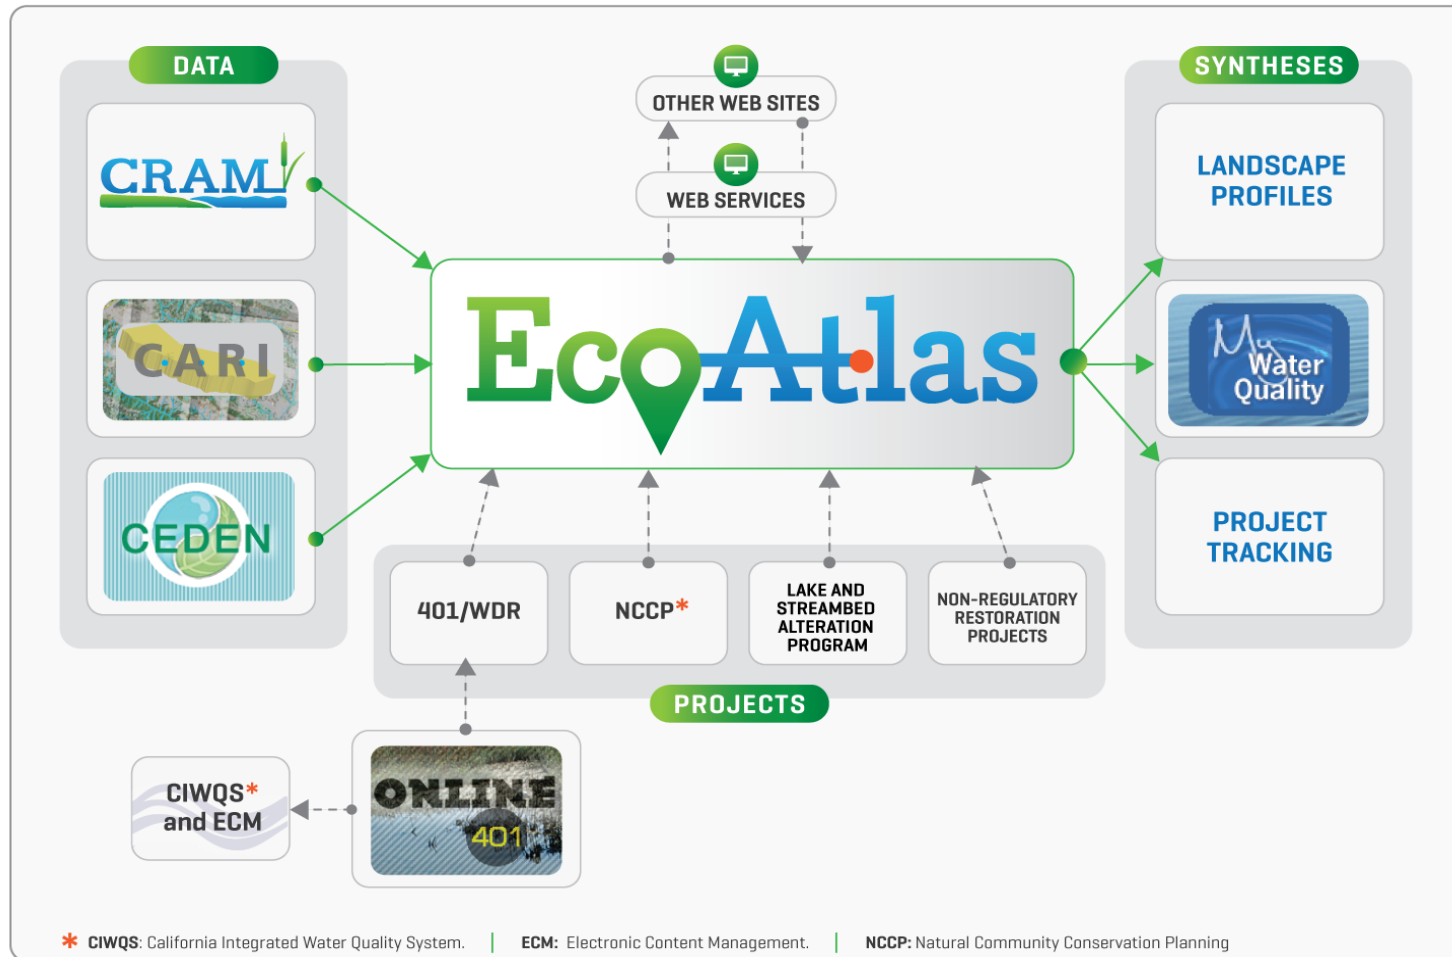 DATA
CRAM
CARI
CEDEN
OTHER WEB SITES
WEB SERVICES
EcoAtlas
SYNTHESES
LANDSCAPE
PROFILES
My
Water
Quality
PROJECT
TRACKING
401/WDR
NCCP*
LAKE AND
STREAMBED
ALTERATION
PROGRAM
NON-REGULATORY
RESTORATION
PROJECTS
PROJECTS
CIWQS*
and ECM
ONLINE
401
* CIWQS: California Integrated Water Quality System. | ECM: Electronic Content Management. | NCCP: Natural Community Conservation Planning